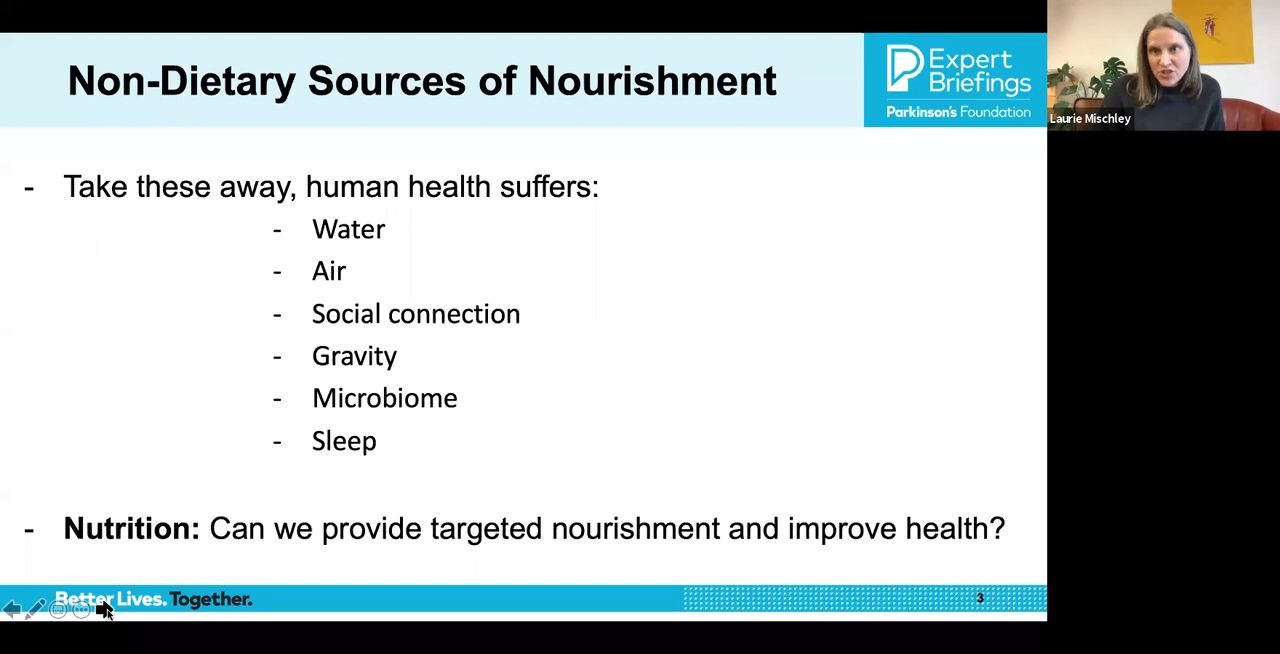 Non-Dietary Sources of Nourishment
Expert
Briefings
Parkinson's Foundation
Laurie Mischley
- Take these away, human health suffers:
- Water
- Air
- Social connection
- Gravity
- Microbiome
- Sleep
- Nutrition: Can we provide targeted nourishment and improve health?
Better Lives. Together.
3